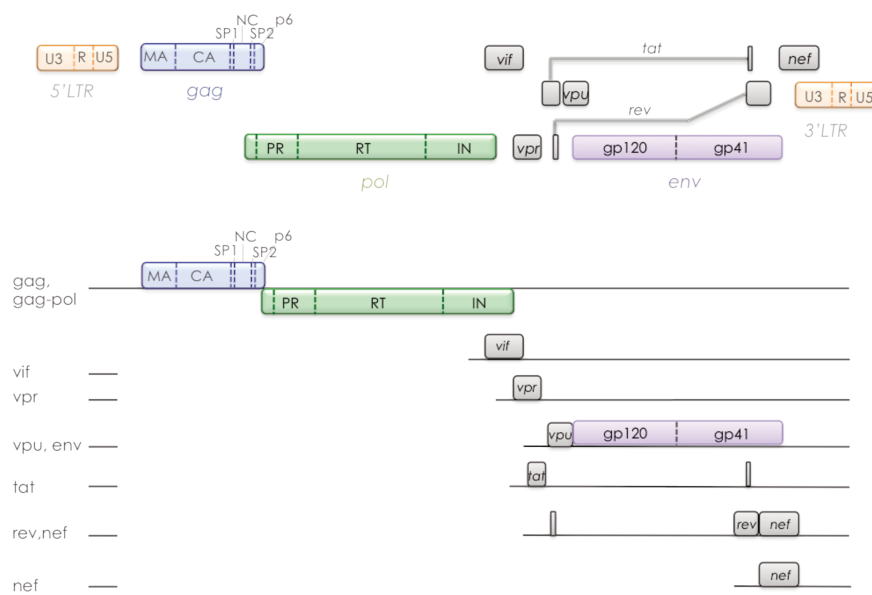 NC
p6
SP1
SP2
U3 R U5
MA CA
vif
tat
nef
5'LTR
gag
vpu
U3 R U5
rev
3'LTR
PR RT IN
vpr
gp120 gp41
pol
env
NC
p6
SP1
SP2
MA CA
gag,
gag-pol
PR RT IN
vif
vif
vpr
vpr
vpu, env
vpu
gp120 gp41
tat
tat
rev,nef
rev
nef
nef
nef